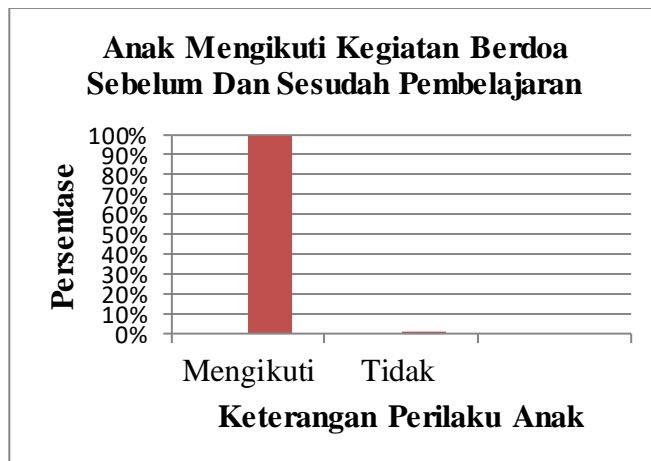 Anak Mengikuti Kegiatan Berdoa
Sebelum Dan Sesudah Pembelajaran
Persentase
100%
90%
80%
70%
60%
50%
40%
30%
20%
10%
0%
Mengikuti Tidak
Keterangan Perilaku Anak